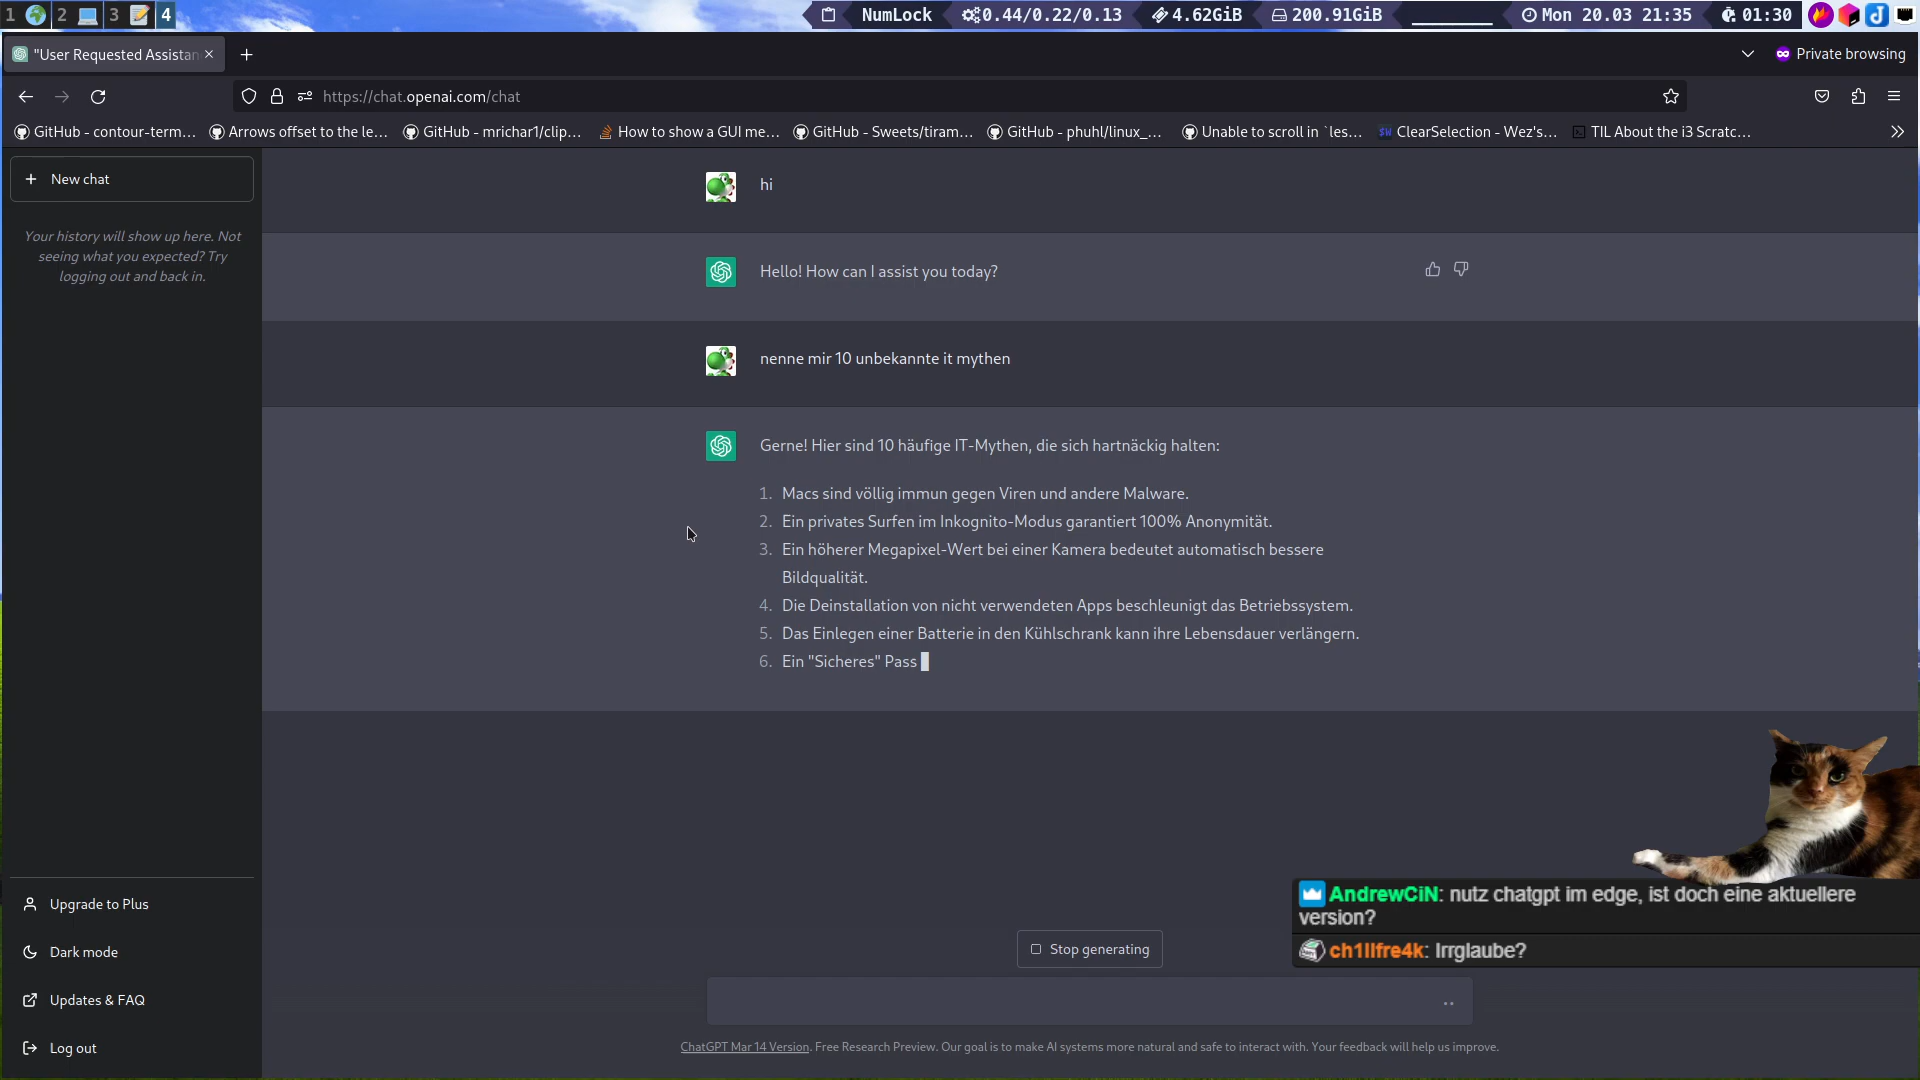 1 2 3 4 NumLock 0.44/0.22/0.13 4.62GiB 200.91GiB Mon 20.03 21:35 01:30
"User Requested Assistan Private browsing
https://chat.openai.com/chat
GitHub - contour-term… Arrows offset to the le… GitHub - mrichar1/clip… How to show a GUI me… GitHub - Sweets/tiram… GitHub - phuhl/linux_… Unable to scroll in `les… ClearSelection - Wez's… TIL About the i3 Scratc…
New chat
Your history will show up here. Not
seeing what you expected? Try
logging out and back in.
hi
Hello! How can I assist you today?
nenne mir 10 unbekannte it mythen
Gerne! Hier sind 10 häufige IT-Mythen, die sich hartnäckig halten:
1. Macs sind völlig immun gegen Viren und andere Malware.
2. Ein privates Surfen im Inkognito-Modus garantiert 100% Anonymität.
3. Ein höherer Megapixel-Wert bei einer Kamera bedeutet automatisch bessere
Bildqualität.
4. Die Deinstallation von nicht verwendeten Apps beschleunigt das Betriebssystem.
5. Das Einlegen einer Batterie in den Kühlschrank kann ihre Lebensdauer verlängern.
6. Ein "Sicheres" Pass
Upgrade to Plus
Dark mode
Updates & FAQ
Log out
AndrewCiN: nutz chatgpt im edge, ist doch eine aktuellere
version?
ch1llfre4k: Irrglaube?
Stop generating
ChatGPT Mar 14 Version. Free Research Preview. Our goal is to make AI systems more natural and safe to interact with. Your feedback will help us improve.